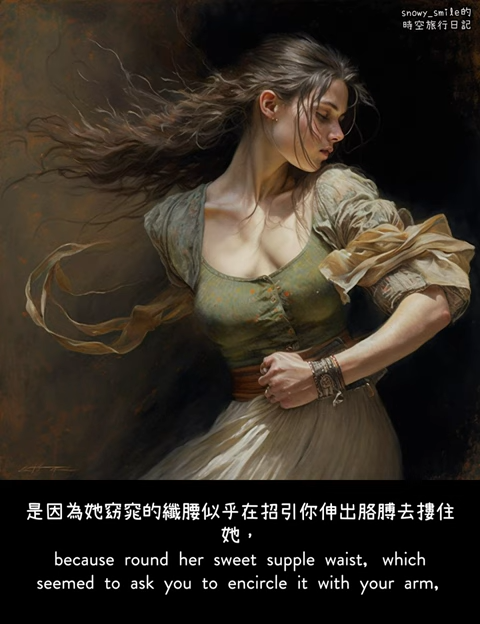 snowy_smile的
時空旅行日記
是因為她窈窕的纖腰似乎在招引你伸出胳膊去摟住
她，
because round her sweet supple waist, which
seemed to ask you to encircle it with your arm,